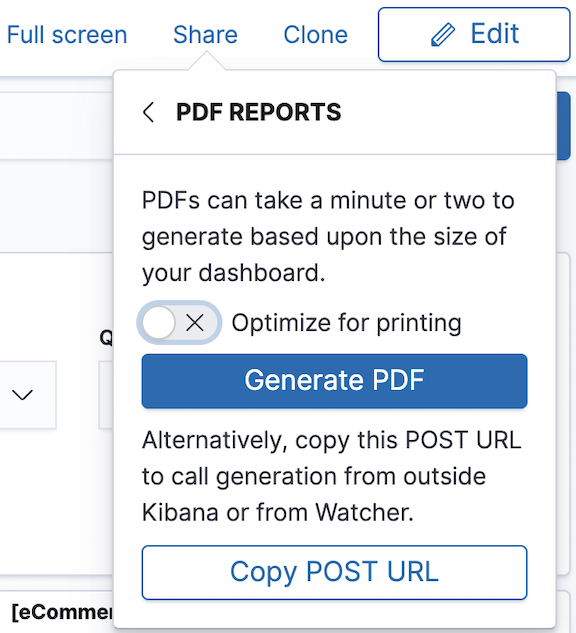 Full screen Share Clone Edit
PDF REPORTS
PDFs can take a minute or two to
generate based upon the size of
your dashboard.
Optimize for printing
Generate PDF
Alternatively, copy this POST URL
to call generation from outside
Kibana or from Watcher.
Copy POST URL
[eComme